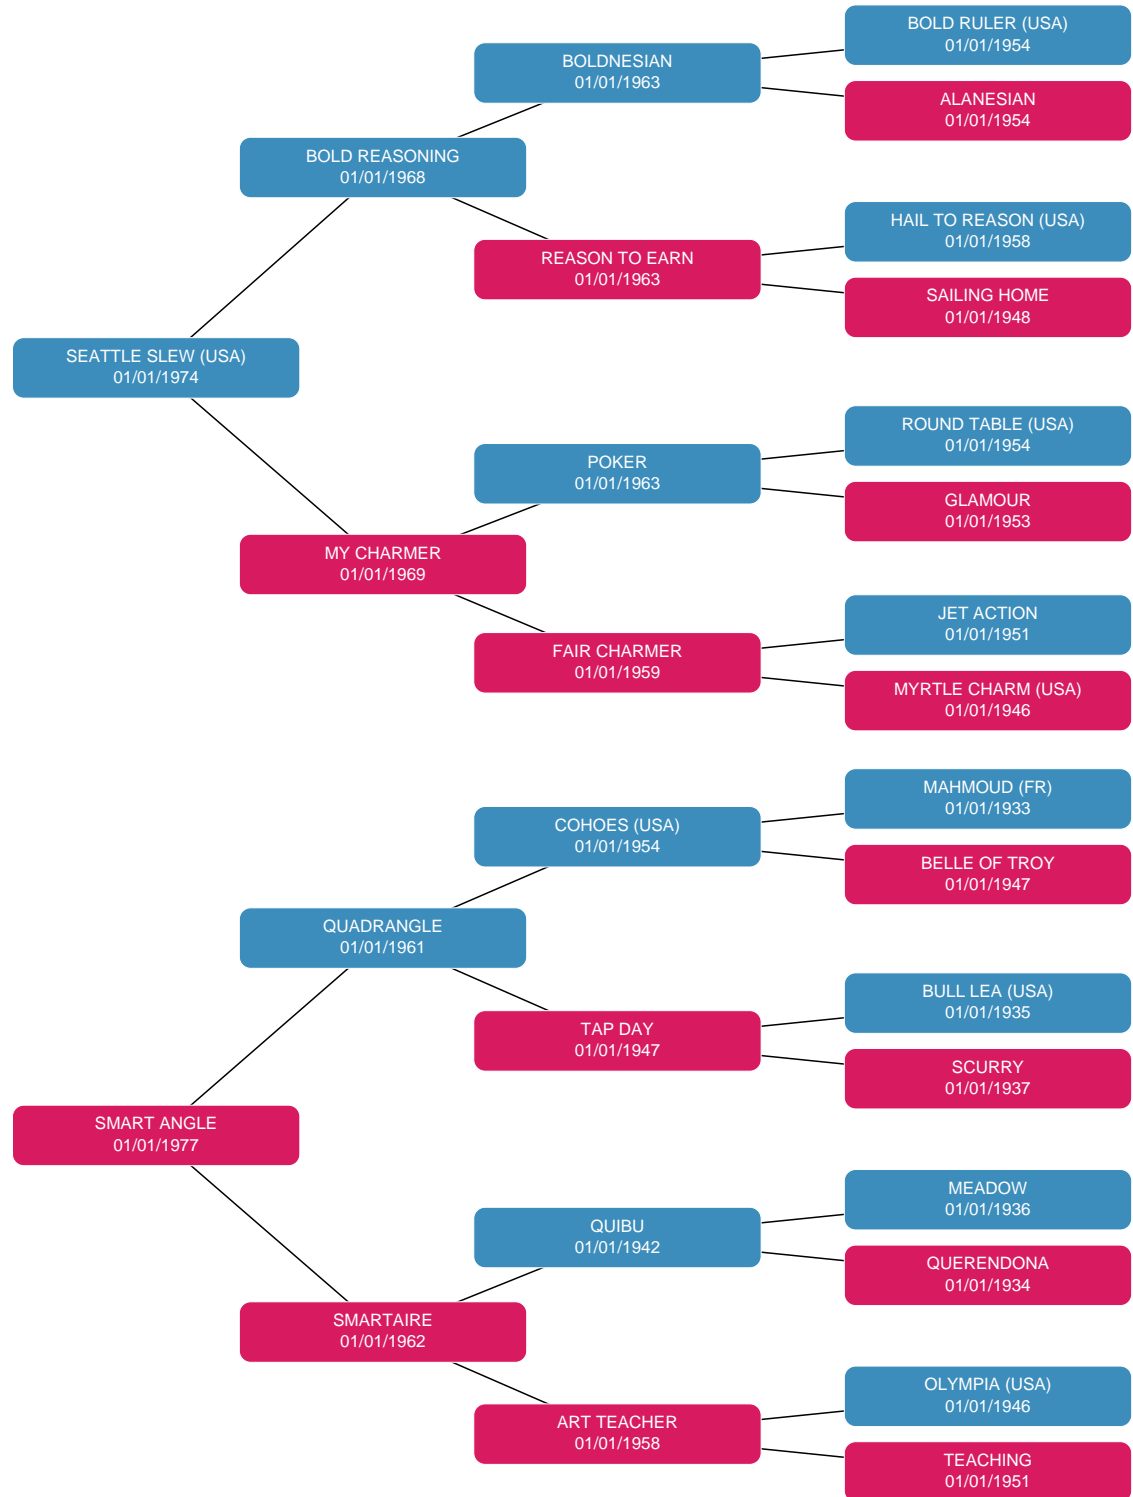 BOLD RULER (USA)
01/01/1954
BOLDNESIAN
01/01/1963
ALANESIAN
01/01/1954
BOLD REASONING
01/01/1968
HAIL TO REASON (USA)
01/01/1958
REASON TO EARN
01/01/1963
SAILING HOME
01/01/1948
SEATTLE SLEW (USA)
01/01/1974
ROUND TABLE (USA)
01/01/1954
POKER
01/01/1963
GLAMOUR
01/01/1953
MY CHARMER
01/01/1969
JET ACTION
01/01/1951
FAIR CHARMER
01/01/1959
MYRTLE CHARM (USA)
01/01/1946
MAHMOUD (FR)
01/01/1933
COHOES (USA)
01/01/1954
BELLE OF TROY
01/01/1947
QUADRANGLE
01/01/1961
BULL LEA (USA)
01/01/1935
TAP DAY
01/01/1947
SCURRY
01/01/1937
SMART ANGLE
01/01/1977
MEADOW
01/01/1936
QUIBU
01/01/1942
QUERENDONA
01/01/1934
SMARTAIRE
01/01/1962
OLYMPIA (USA)
01/01/1946
ART TEACHER
01/01/1958
TEACHING
01/01/1951